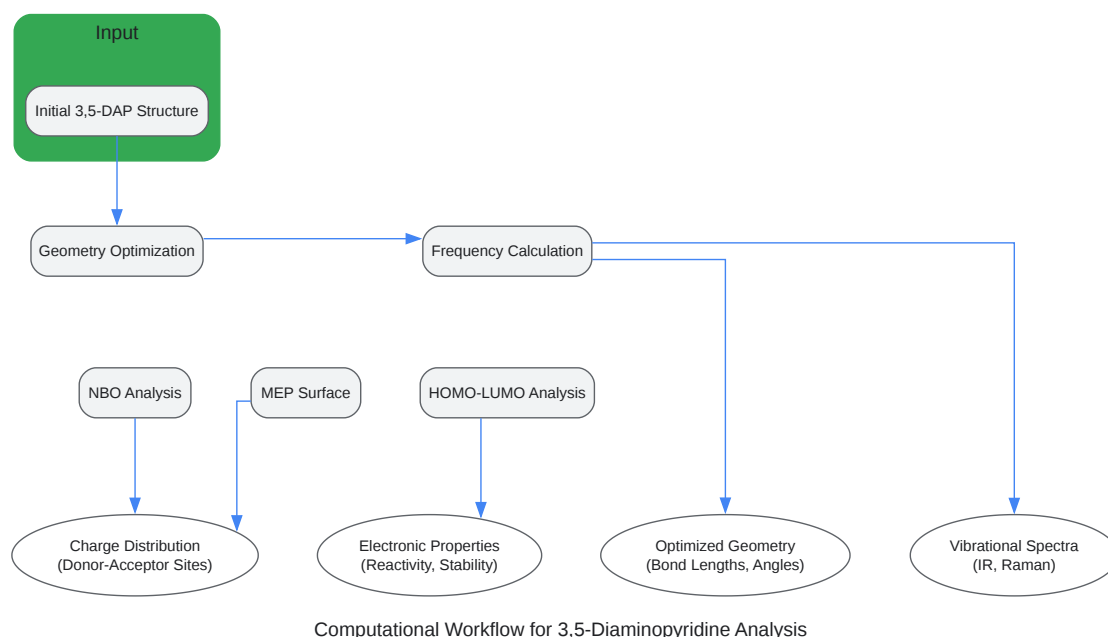 Input
Initial 3,5-DAP Structure
Geometry Optimization
Frequency Calculation
NBO Analysis
MEP Surface
HOMO-LUMO Analysis
Charge Distribution
(Donor-Acceptor Sites)
Electronic Properties
(Reactivity, Stability)
Optimized Geometry
(Bond Lengths, Angles)
Vibrational Spectra
(IR, Raman)
Computational Workflow for 3,5-Diaminopyridine Analysis